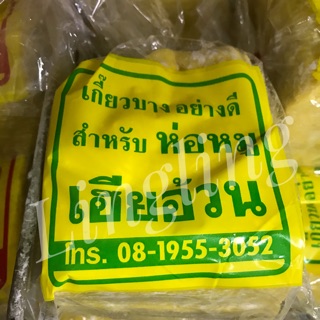 เกี๊ยวบาง อย่างดี
สำหรับ ห่อหมู
เฮียอ้วน
โทร. 08-1955-3052
Lingling